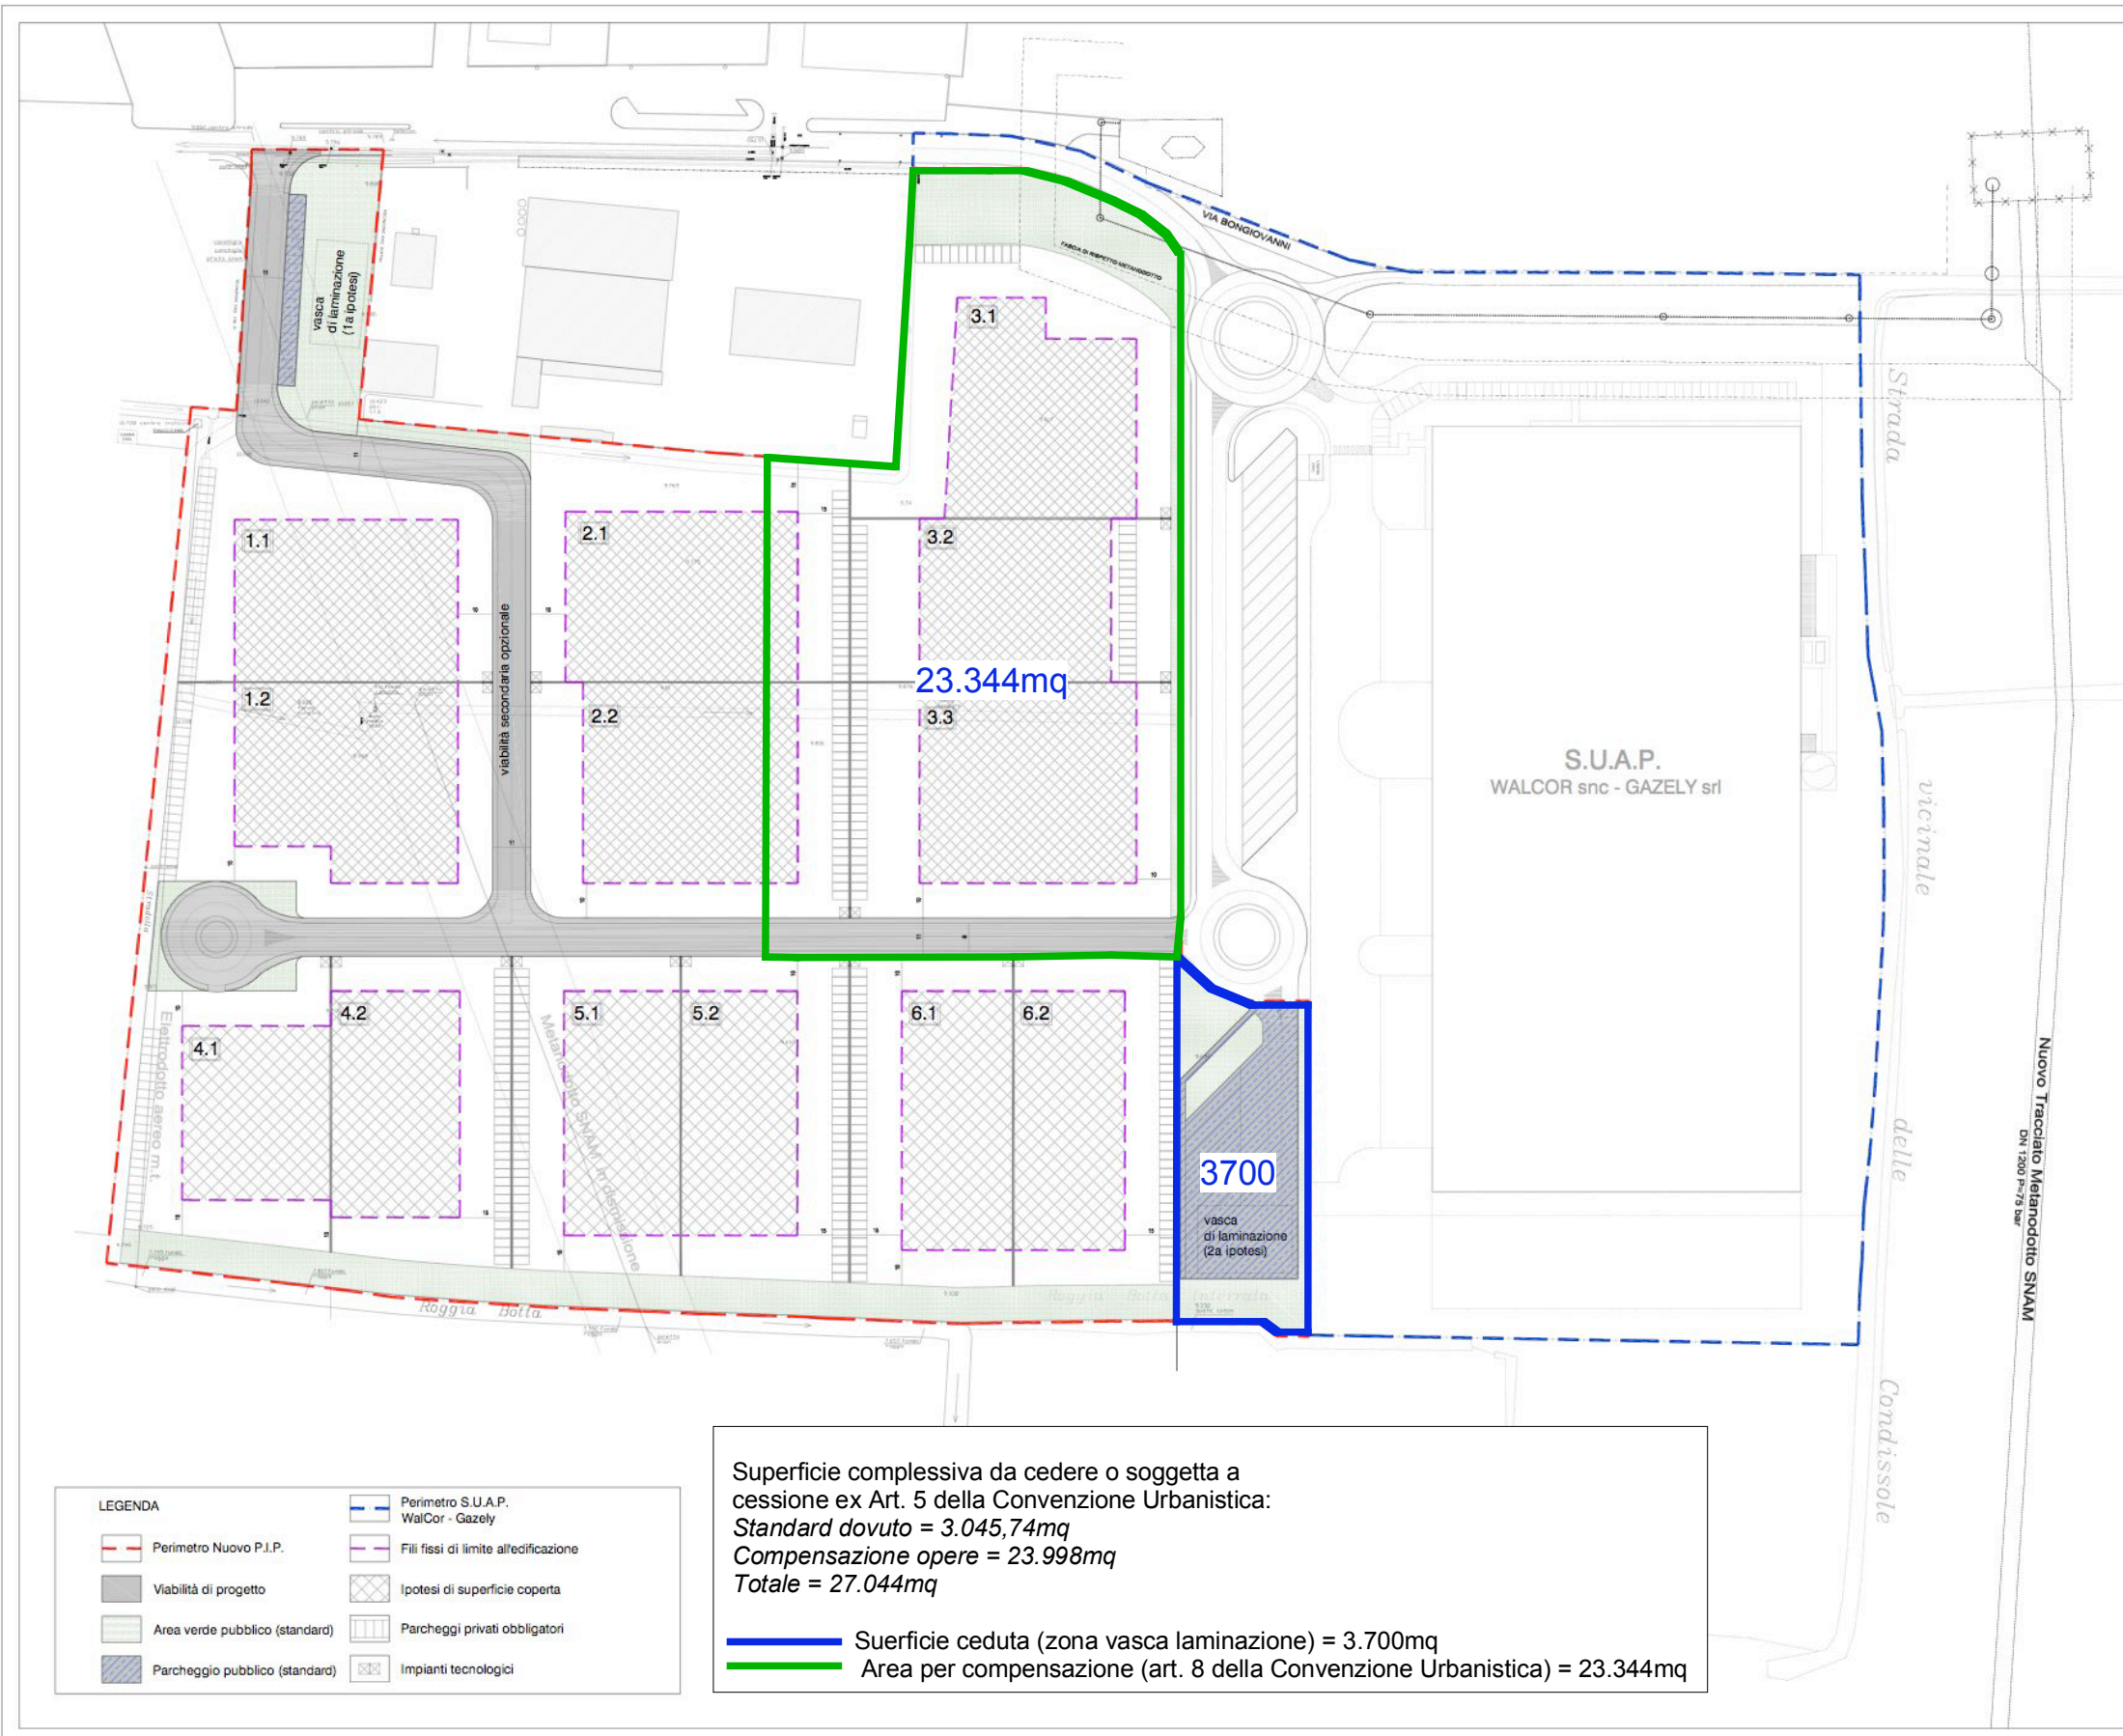 VIA BONGIOVANNI
FASCIA DI RISPETTO METANODOTTO
vasca
di laminazione
(1a ipotesi)
3.1
1.1
2.1
3.2
viabilità secondaria opzionale
1.2
2.2
23.344mq
3.3
S.U.A.P.
WALCOR snc - GAZELY srl
Strada
vicinale
delle
Condissole
Nuovo Tracciato Metanodotto SNAM
DN 1200 P=75 bar
4.1
4.2
5.1
5.2
6.1
6.2
Elettrodotto aereo m.t.
Metanodotto SNAM in dismissione
3700
vasca
di laminazione
(2a ipotesi)
Roggia Botta
Roggia Botta interrata
LEGENDA
Perimetro Nuovo P.I.P.
Viabilità di progetto
Area verde pubblico (standard)
Parcheggio pubblico (standard)
Perimetro S.U.A.P.
WalCor - Gazely
Fili fissi di limite all'edificazione
Ipotesi di superficie coperta
Parcheggi privati obbligatori
Impianti tecnologici
Superficie complessiva da cedere o soggetta a
cessione ex Art. 5 della Convenzione Urbanistica:
Standard dovuto = 3.045,74mq
Compensazione opere = 23.998mq
Totale = 27.044mq
Suerficie ceduta (zona vasca laminazione) = 3.700mq
Area per compensazione (art. 8 della Convenzione Urbanistica) = 23.344mq